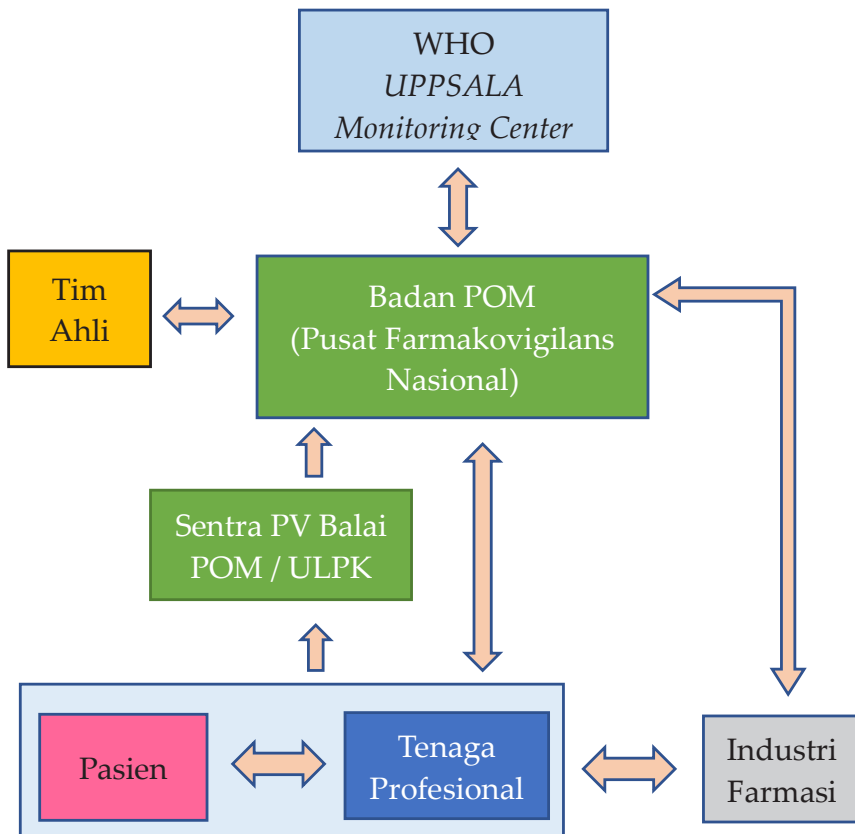 WHO
UPPSALA
Monitoring Center
Tim
Ahli
Badan POM
(Pusat Farmakovigilans
Nasional)
Sentra PV Balai
POM / ULPK
Pasien
Tenaga
Profesional
Industri
Farmasi